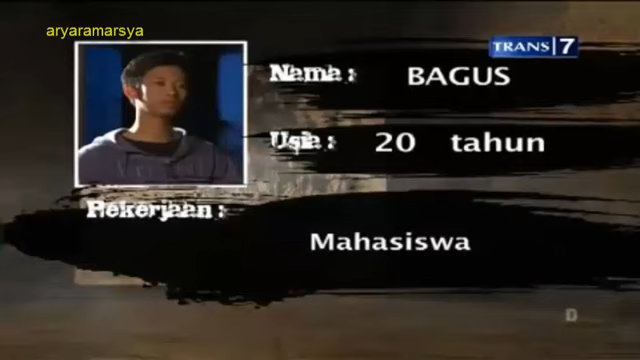 aryaramarsya
TRANS|7
Nama : BAGUS
Usia : 20 tahun
Pekerjaan :
Mahasiswa
D